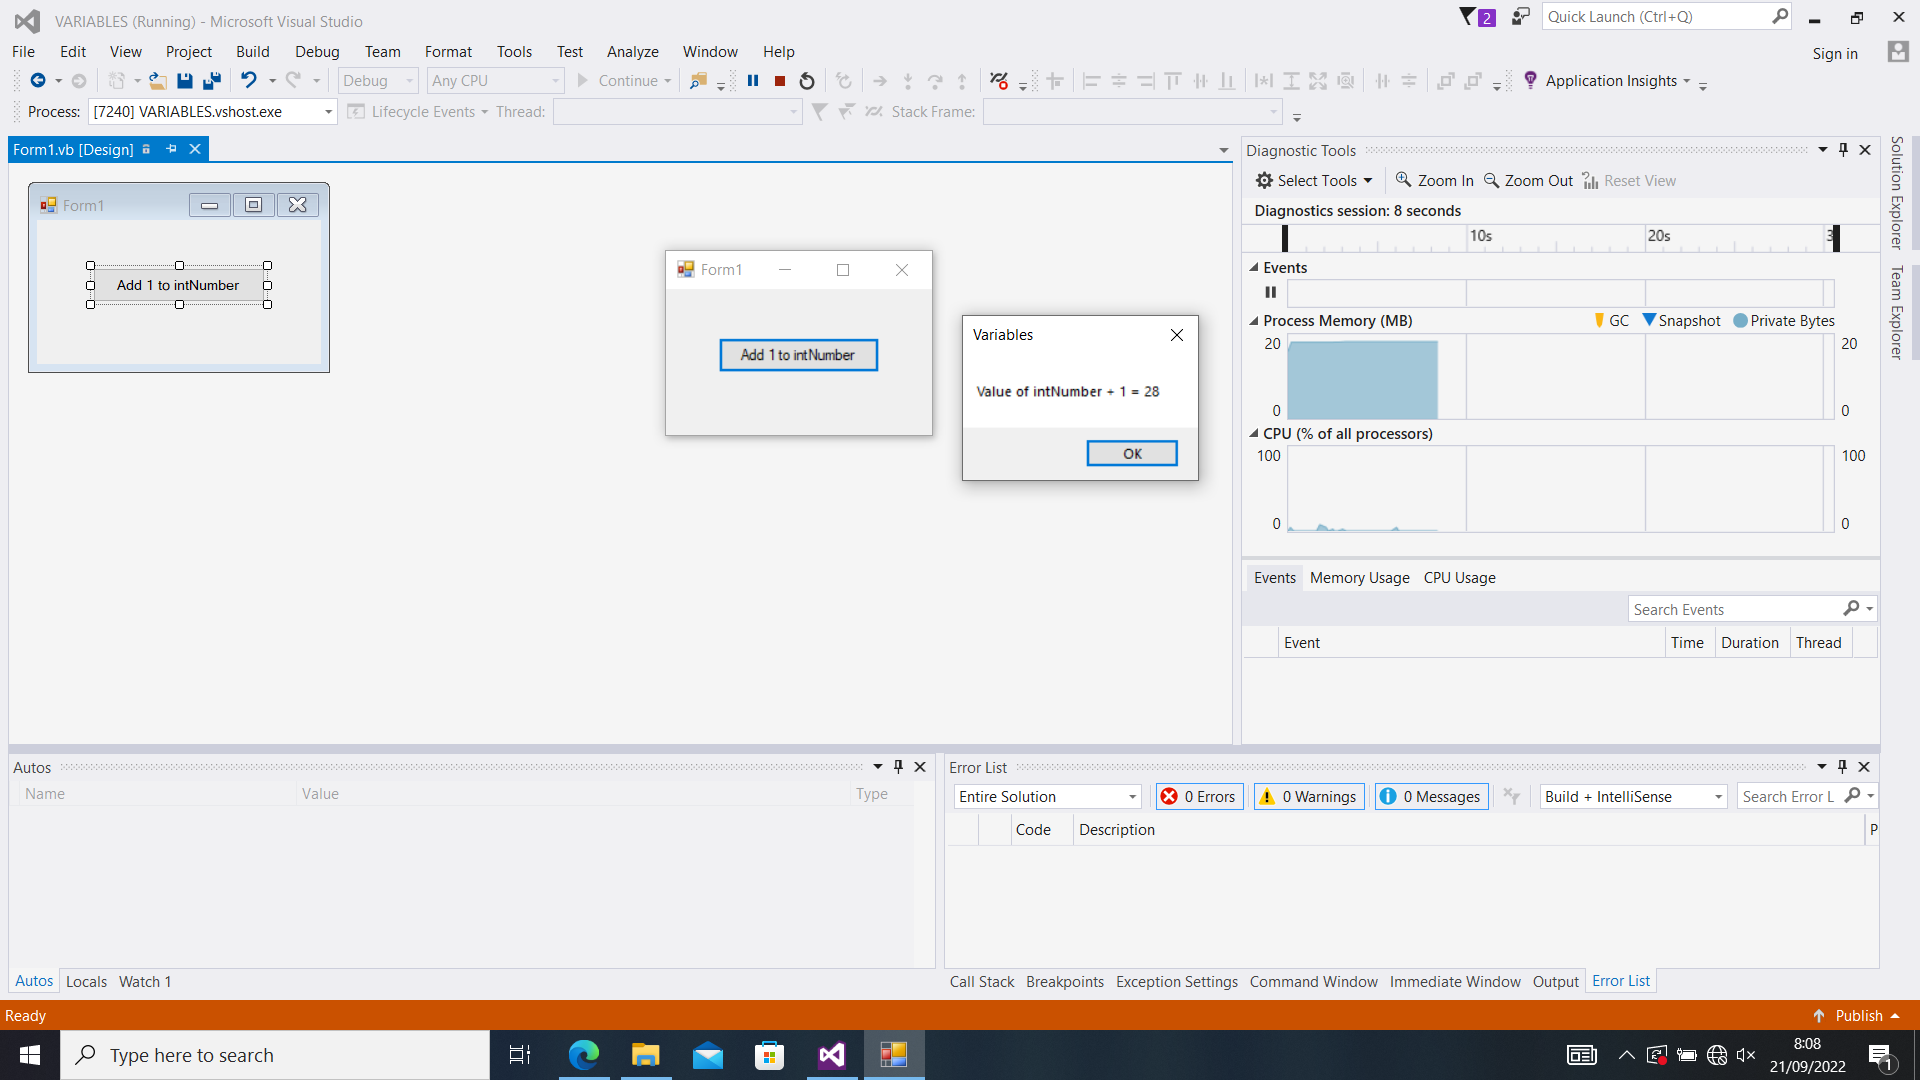 VARIABLES (Running) - Microsoft Visual Studio
2
Quick Launch (Ctrl+Q)
File Edit View Project Build Debug Team Format Tools Test Analyze Window Help
Sign in
Debug Any CPU Continue Application Insights
Process: [7240] VARIABLES.vshost.exe Lifecycle Events Thread: Stack Frame:
Form1.vb [Design]
Form1
Add 1 to intNumber
Form1
Add 1 to intNumber
Variables
Value of intNumber + 1 = 28
OK
Diagnostic Tools
Select Tools Zoom In Zoom Out Reset View
Diagnostics session: 8 seconds
10s 20s 3
Events
Process Memory (MB) GC Snapshot Private Bytes
20 20
0 0
CPU (% of all processors)
100 100
0 0
Events Memory Usage CPU Usage
Search Events
Event Time Duration Thread
Solution Explorer
Team Explorer
Autos
Name Value Type
Autos Locals Watch 1
Error List
Entire Solution 0 Errors 0 Warnings 0 Messages Build + IntelliSense Search Error L
Code Description P
Call Stack Breakpoints Exception Settings Command Window Immediate Window Output Error List
Ready
Publish
Type here to search
8:08
21/09/2022
1